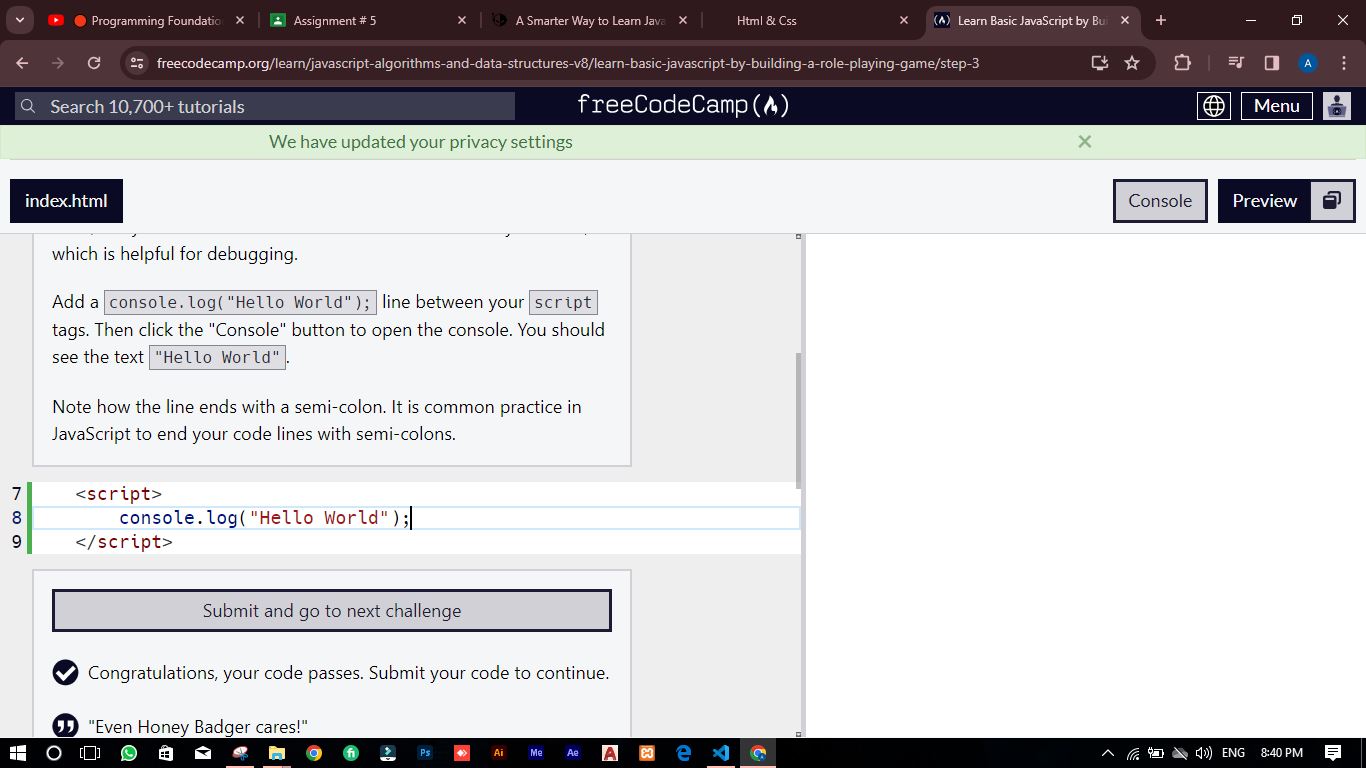 Programming Foundatio
Assignment # 5
A Smarter Way to Learn Java
Html & Css
Learn Basic JavaScript by Bui
freecodecamp.org/learn/javascript-algorithms-and-data-structures-v8/learn-basic-javascript-by-building-a-role-playing-game/step-3
A
Search 10,700+ tutorials
freeCodeCamp
Menu
We have updated your privacy settings
index.html
Console
Preview
which is helpful for debugging.
Add a console.log("Hello World"); line between your script
tags. Then click the "Console" button to open the console. You should
see the text "Hello World".
Note how the line ends with a semi-colon. It is common practice in
JavaScript to end your code lines with semi-colons.
7 <script>
8 console.log("Hello World");
9 </script>
Submit and go to next challenge
Congratulations, your code passes. Submit your code to continue.
"Even Honey Badger cares!"
Ps
Ai
Me
Ae
ENG
8:40 PM